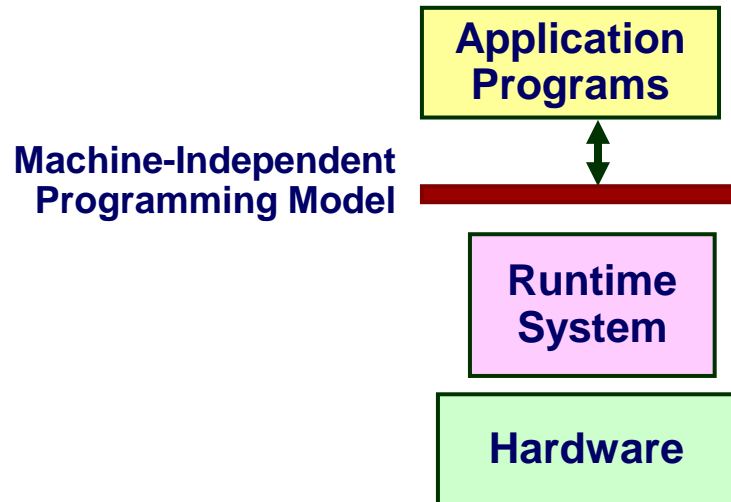 Application
Programs
Machine-Independent
Programming Model
Runtime
System
Hardware